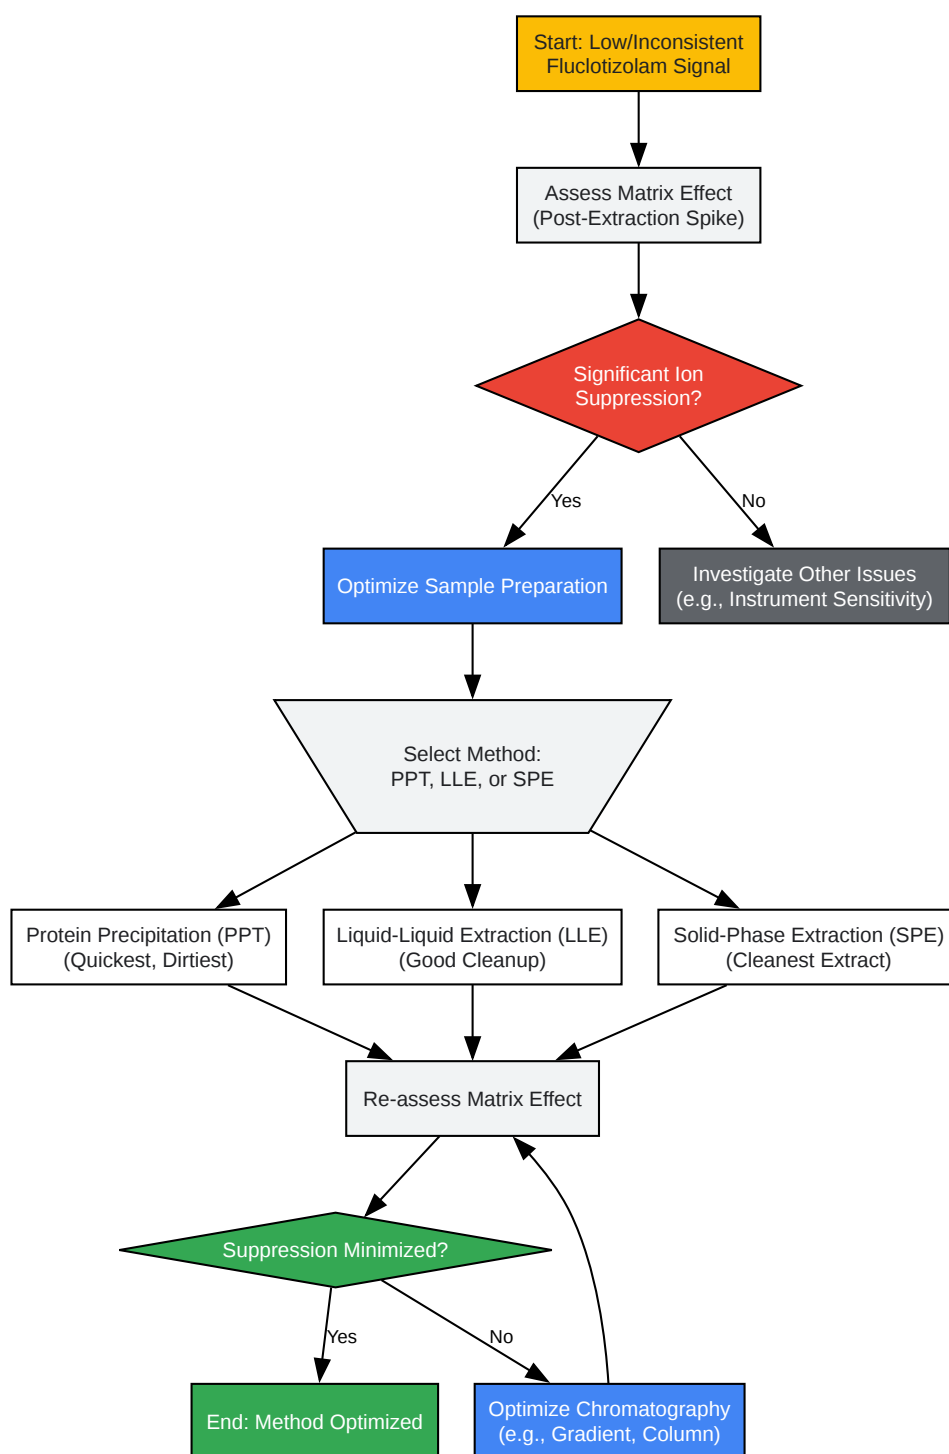 Start: Low/Inconsistent
Fluclotizolam Signal
Assess Matrix Effect
(Post-Extraction Spike)
Significant Ion
Suppression?
Yes
No
Optimize Sample Preparation
Investigate Other Issues
(e.g., Instrument Sensitivity)
Select Method:
PPT, LLE, or SPE
Protein Precipitation (PPT)
(Quickest, Dirtiest)
Liquid-Liquid Extraction (LLE)
(Good Cleanup)
Solid-Phase Extraction (SPE)
(Cleanest Extract)
Re-assess Matrix Effect
Suppression Minimized?
Yes
No
End: Method Optimized
Optimize Chromatography
(e.g., Gradient, Column)